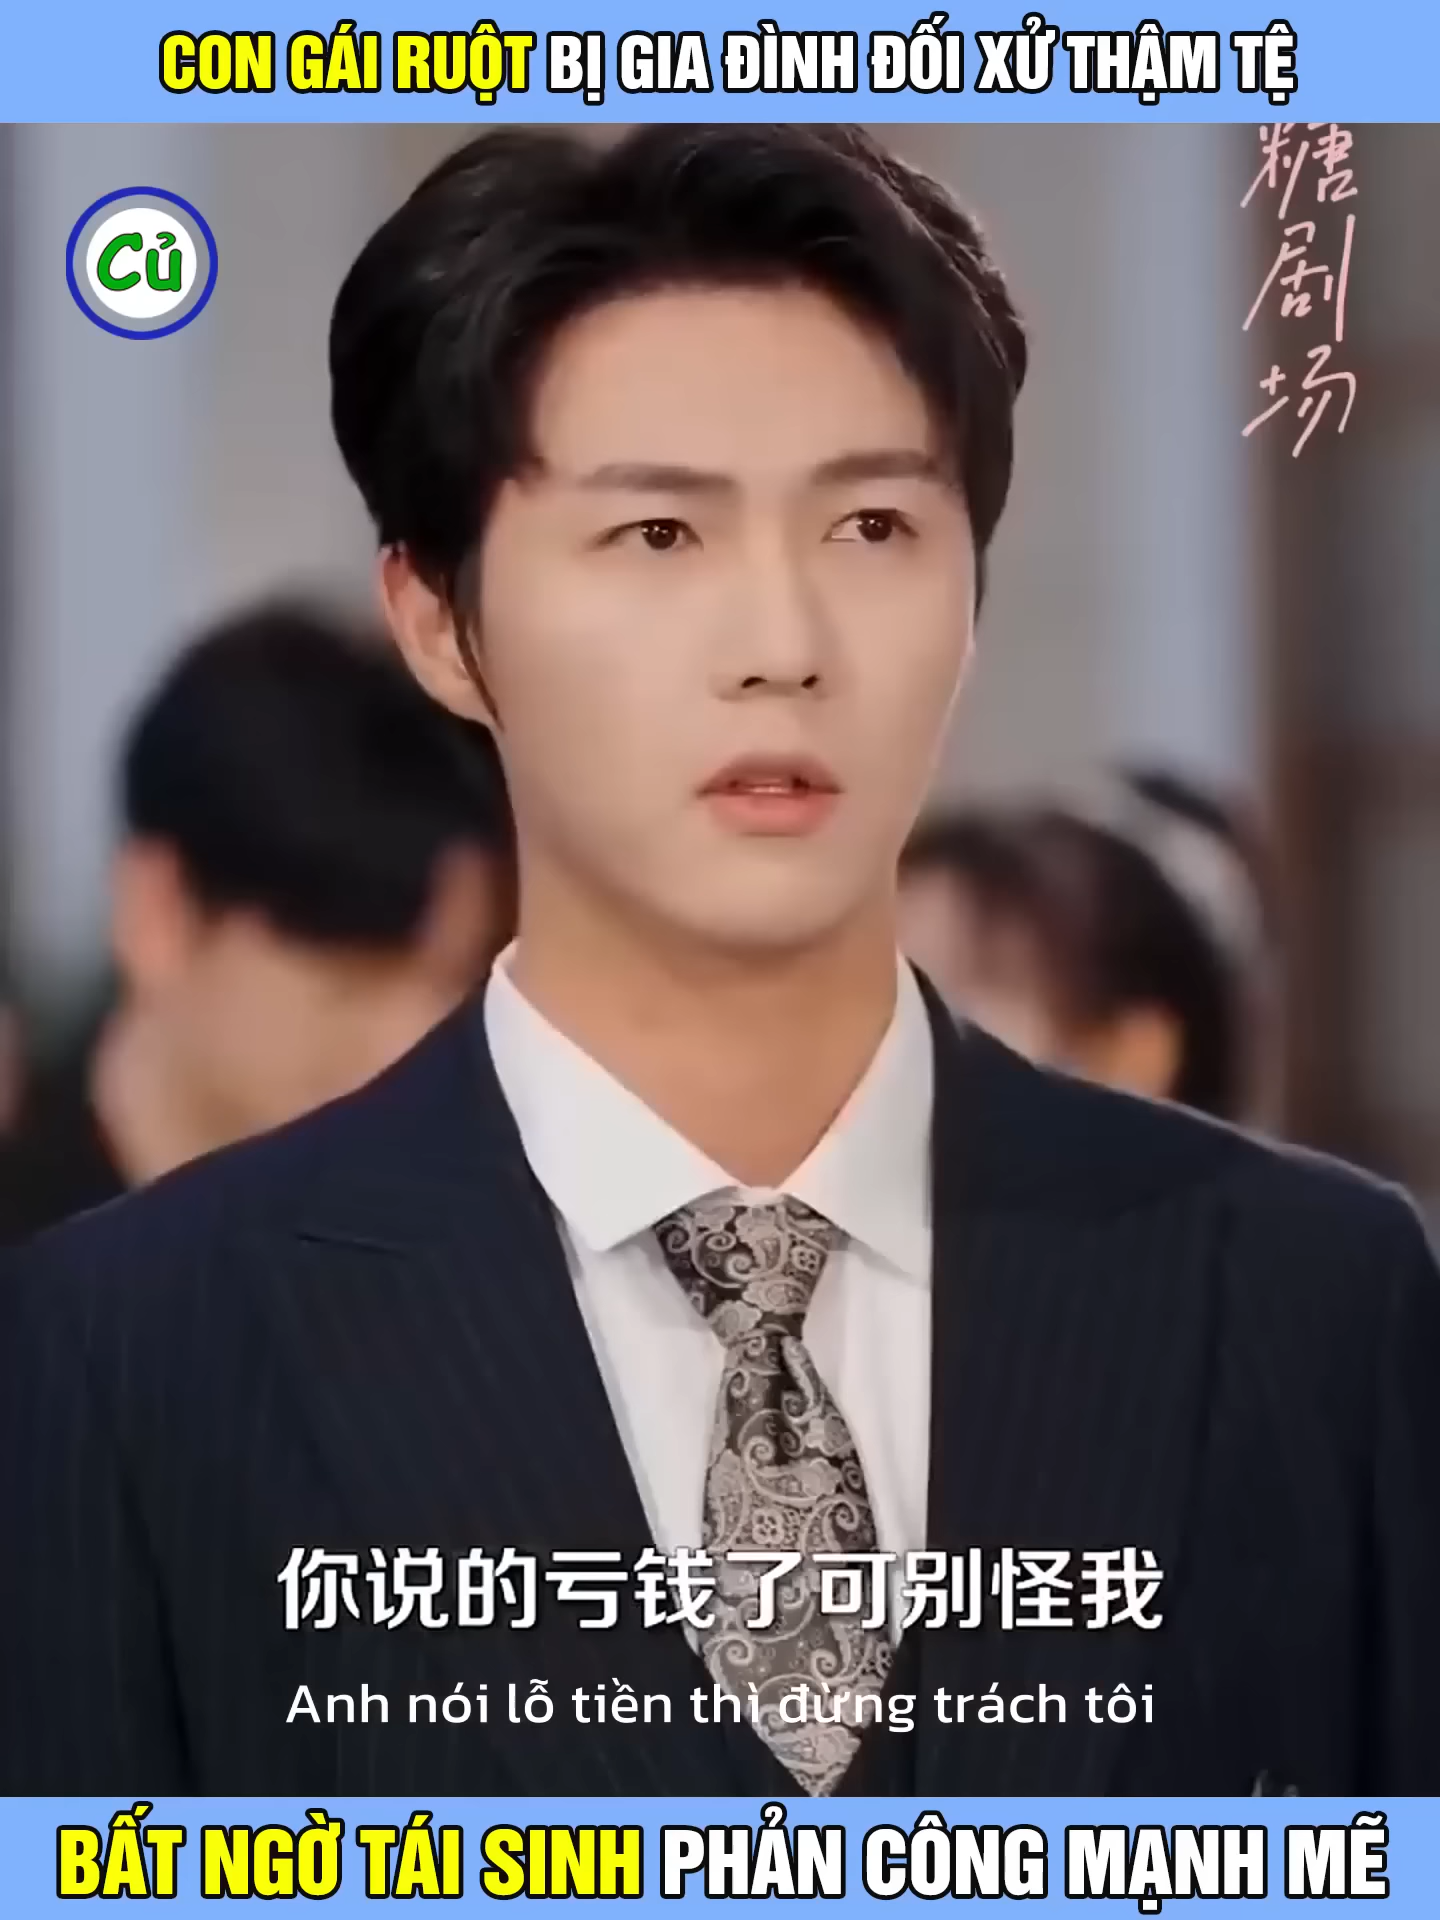 CON GÁI RUỘT BỊ GIA ĐÌNH ĐỐI XỬ THẬM TỆ
Củ
糖
剧
场
你说的亏钱了可别怪我
Anh nói lỗ tiền thì đừng trách tôi
BẤT NGỜ TÁI SINH PHẢN CÔNG MẠNH MẼ